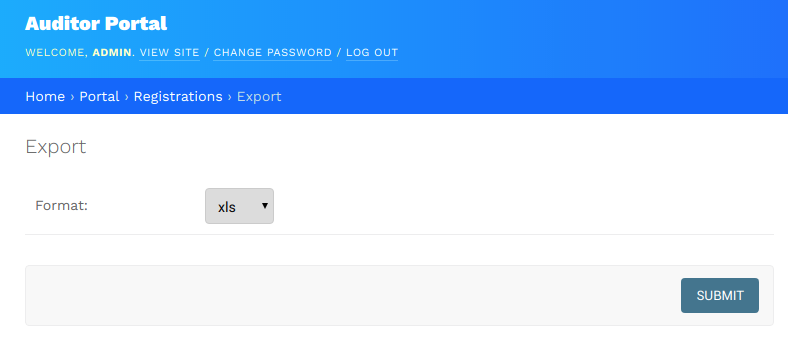 Auditor Portal
WELCOME, ADMIN. VIEW SITE / CHANGE PASSWORD / LOG OUT
Home › Portal › Registrations › Export
Export
Format: xls
SUBMIT